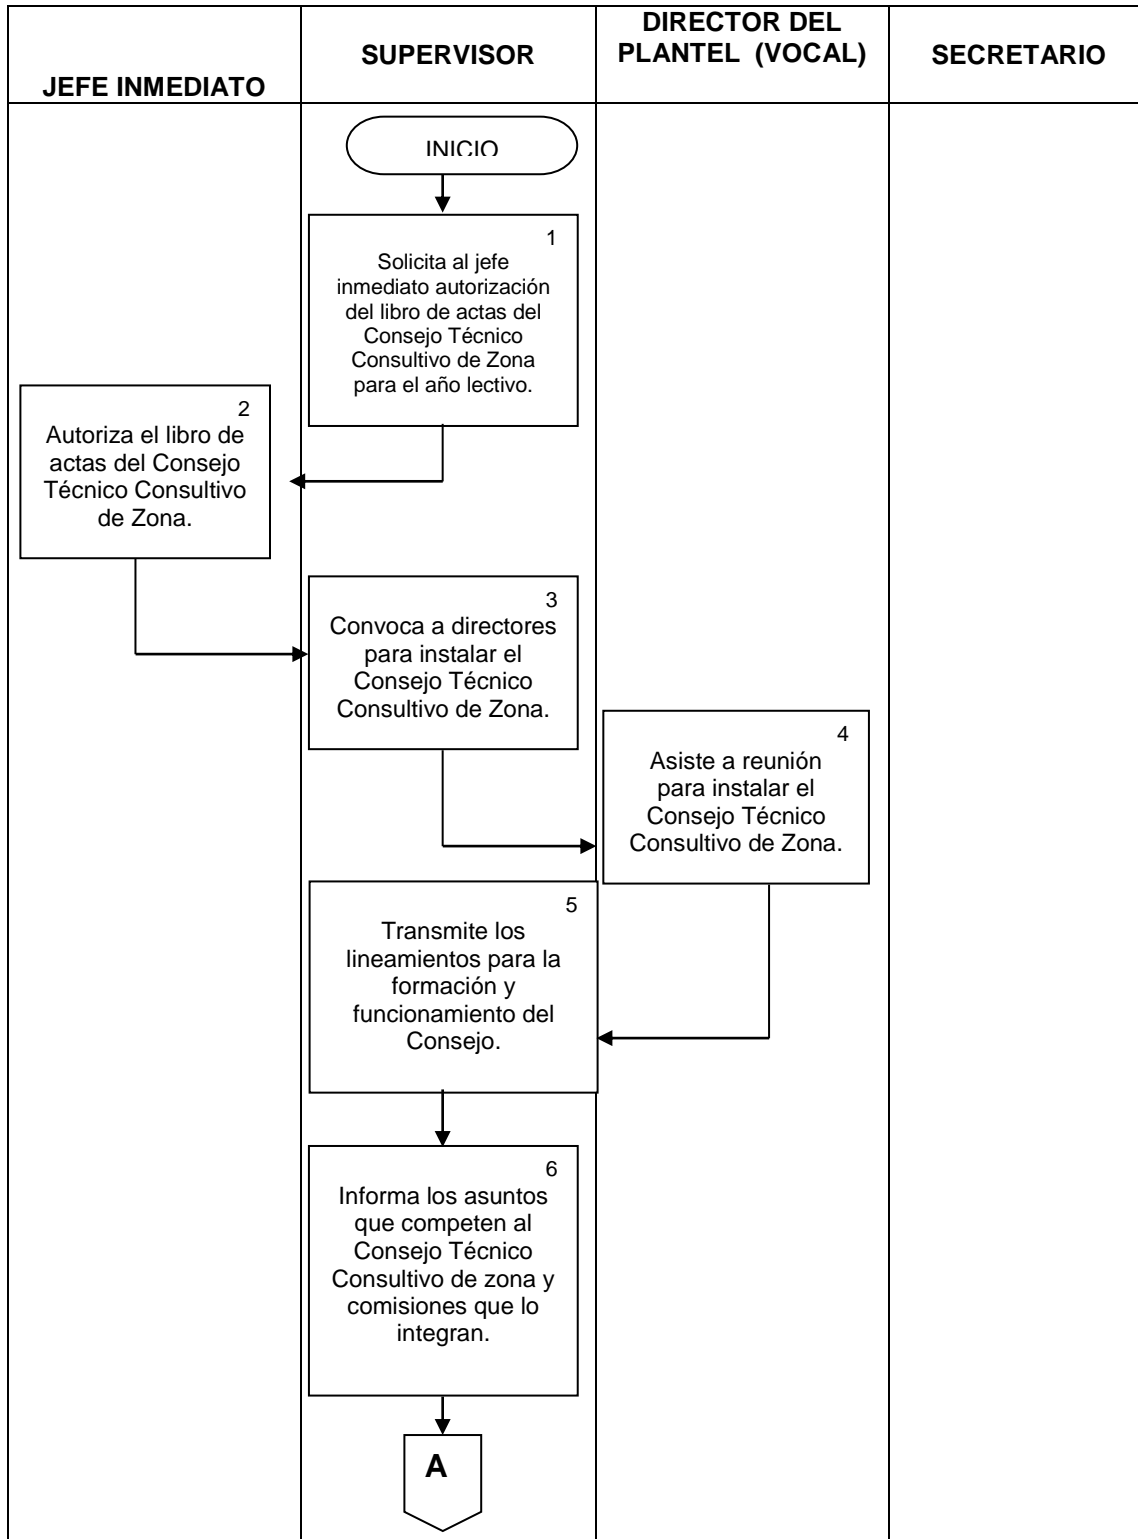 JEFE INMEDIATO
SUPERVISOR
DIRECTOR DEL
PLANTEL (VOCAL)
SECRETARIO
INICIO
1
Solicita al jefe
inmediato autorización
del libro de actas del
Consejo Técnico
Consultivo de Zona
para el año lectivo.
2
Autoriza el libro de
actas del Consejo
Técnico Consultivo
de Zona.
3
Convoca a directores
para instalar el
Consejo Técnico
Consultivo de Zona.
4
Asiste a reunión
para instalar el
Consejo Técnico
Consultivo de Zona.
5
Transmite los
lineamientos para la
formación y
funcionamiento del
Consejo.
6
Informa los asuntos
que competen al
Consejo Técnico
Consultivo de zona y
comisiones que lo
integran.
A